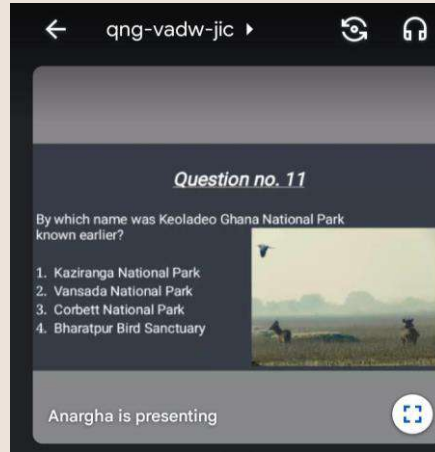 qng-vadw-jic
Question no. 11
By which name was Keoladeo Ghana National Park
known earlier?
1. Kaziranga National Park
2. Vansada National Park
3. Corbett National Park
4. Bharatpur Bird Sanctuary
Anargha is presenting